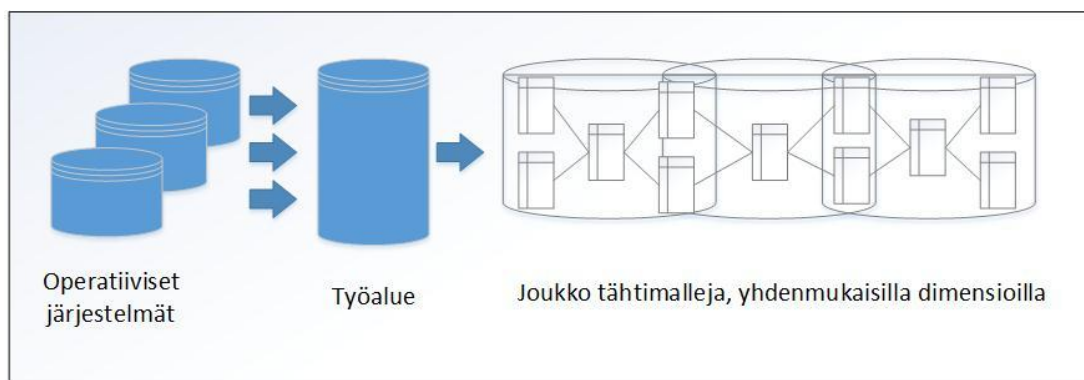 Operatiiviset
järjestelmät
Työalue
Joukko tähtimalleja, yhdenmukaisilla dimensioilla